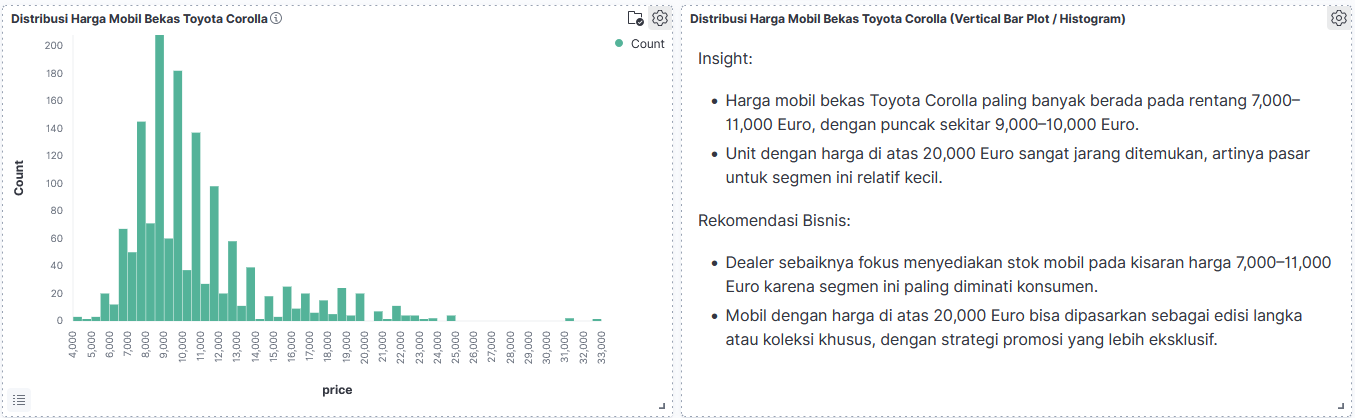 Distribusi Harga Mobil Bekas Toyota Corolla
Count
200
180
160
140
120
100
80
60
40
20
0
Count
4,000
5,000
6,000
7,000
8,000
9,000
10,000
11,000
12,000
13,000
14,000
15,000
16,000
17,000
18,000
19,000
20,000
21,000
22,000
23,000
24,000
25,000
26,000
27,000
28,000
29,000
30,000
31,000
32,000
33,000
price
Distribusi Harga Mobil Bekas Toyota Corolla (Vertical Bar Plot / Histogram)
Insight:
• Harga mobil bekas Toyota Corolla paling banyak berada pada rentang 7,000–
11,000 Euro, dengan puncak sekitar 9,000–10,000 Euro.
• Unit dengan harga di atas 20,000 Euro sangat jarang ditemukan, artinya pasar
untuk segmen ini relatif kecil.
Rekomendasi Bisnis:
• Dealer sebaiknya fokus menyediakan stok mobil pada kisaran harga 7,000–11,000
Euro karena segmen ini paling diminati konsumen.
• Mobil dengan harga di atas 20,000 Euro bisa dipasarkan sebagai edisi langka
atau koleksi khusus, dengan strategi promosi yang lebih eksklusif.